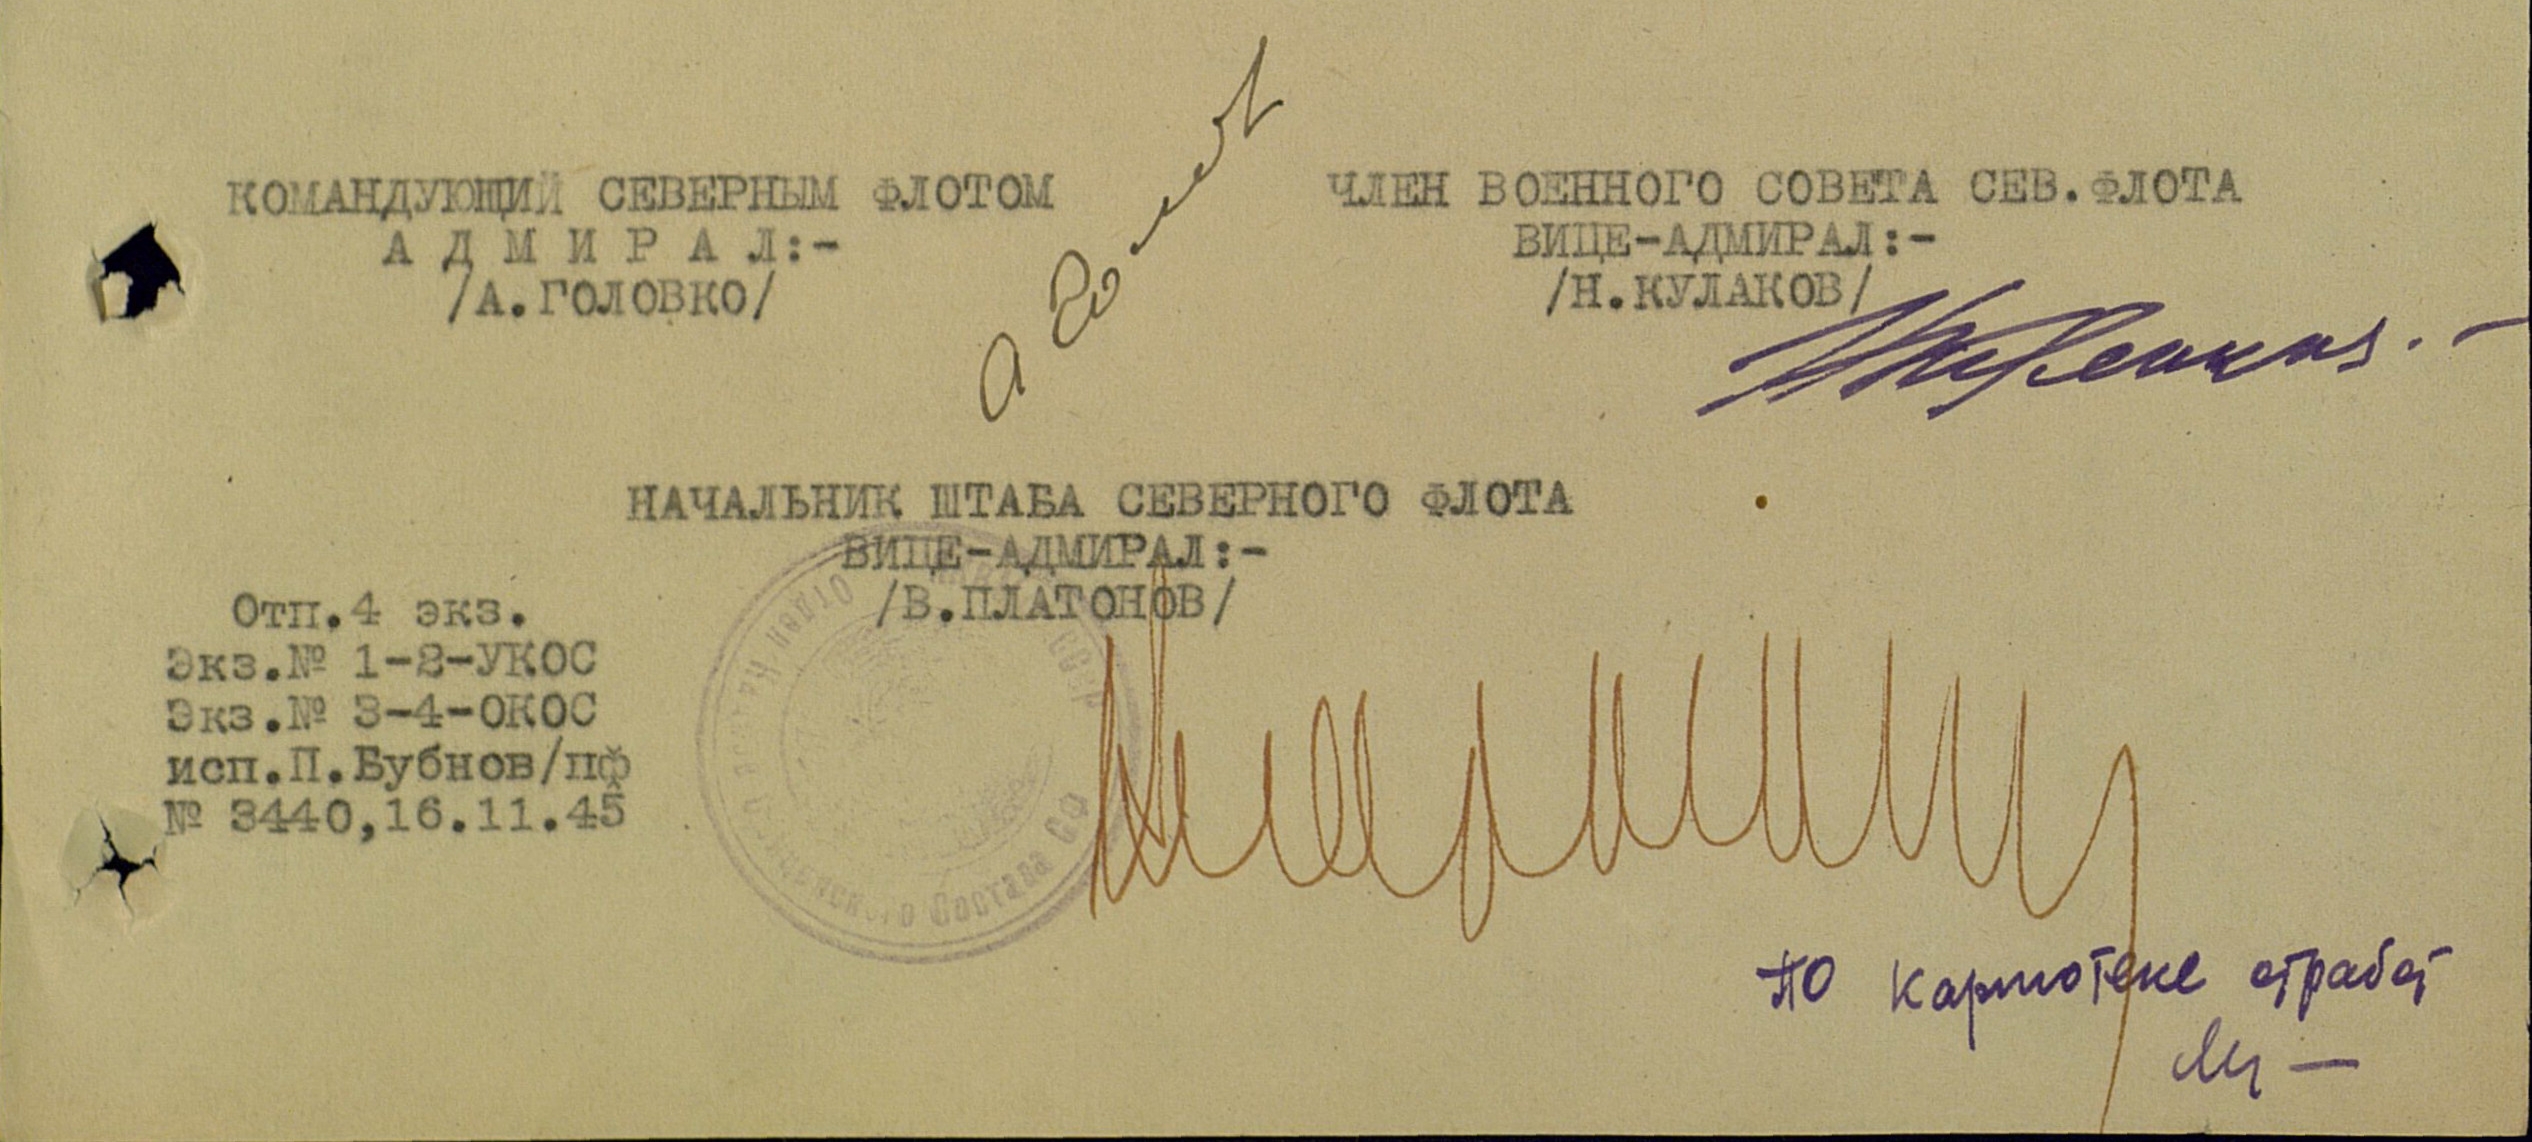 КОМАНДУЮЩИЙ СЕВЕРНЫМ ФЛОТОМ
А Д М И Р А Л:-
/А.ГОЛОВКО/
ЧЛЕН ВОЕННОГО СОВЕТА СЕВ.ФЛОТА
ВИЦЕ-АДМИРАЛ:-
/Н.КУЛАКОВ/
НАЧАЛЬНИК ШТАБА СЕВЕРНОГО ФЛОТА
ВИЦЕ-АДМИРАЛ:-
/В.ПЛАТОНОВ/
Отп.4 экз.
Экз.№ 1-2-УКОС
Экз.№ 3-4-ОКОС
исп.П.Бубнов/пф
№ 3440,16.11.45
Состава СФ
по картотеке отработ